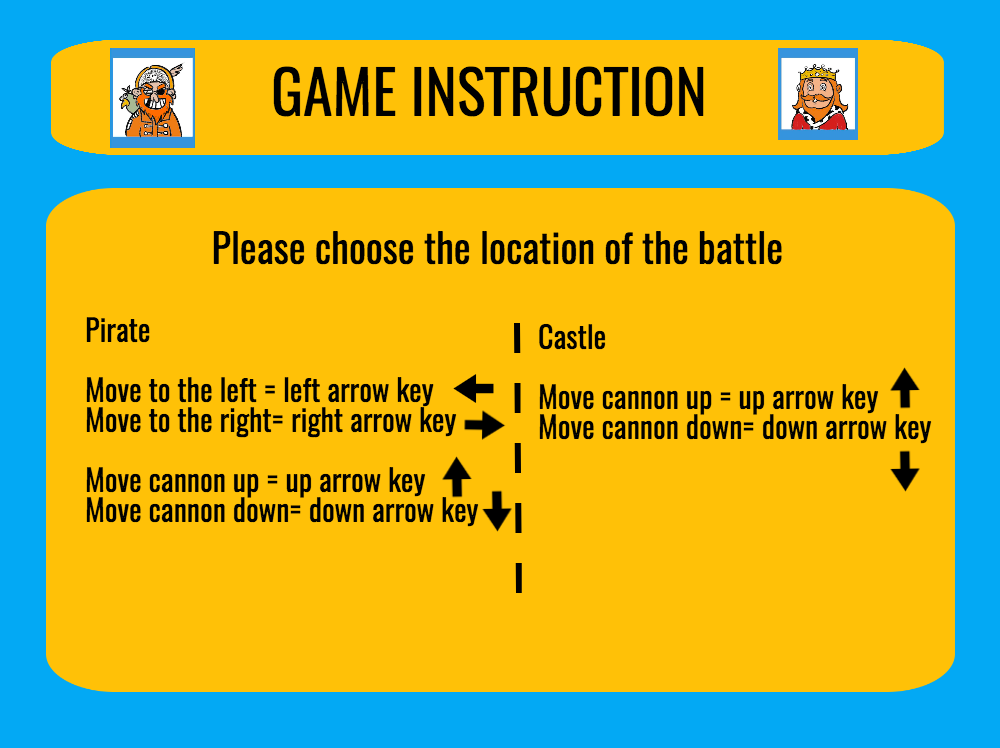 GAME INSTRUCTION
Please choose the location of the battle
Pirate
Move to the left = left arrow key
Move to the right= right arrow key
Move cannon up = up arrow key
Move cannon down= down arrow key
Castle
Move cannon up = up arrow key
Move cannon down= down arrow key